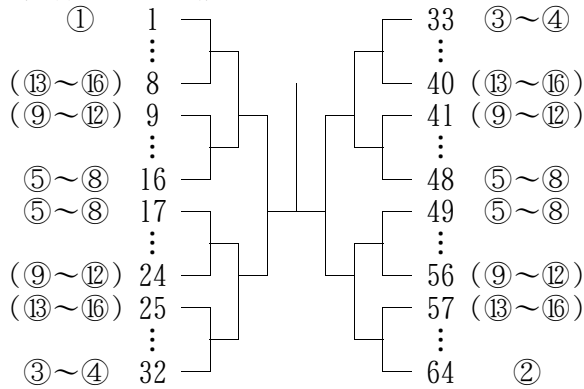 ① 1 33 ③～④
⋮ ⋮
(⑬～⑯) 8 40 (⑬～⑯)
(⑨～⑫) 9 41 (⑨～⑫)
⋮ ⋮
⑤～⑧ 16 48 ⑤～⑧
⑤～⑧ 17 49 ⑤～⑧
⋮ ⋮
(⑨～⑫) 24 56 (⑨～⑫)
(⑬～⑯) 25 57 (⑬～⑯)
⋮ ⋮
③～④ 32 64 ②